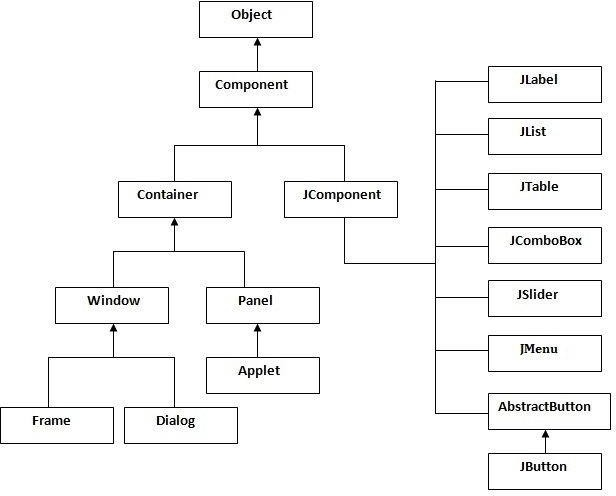 Object
Component
Container
JComponent
Window
Panel
Applet
Frame
Dialog
JLabel
JList
JTable
JComboBox
JSlider
JMenu
AbstractButton
JButton